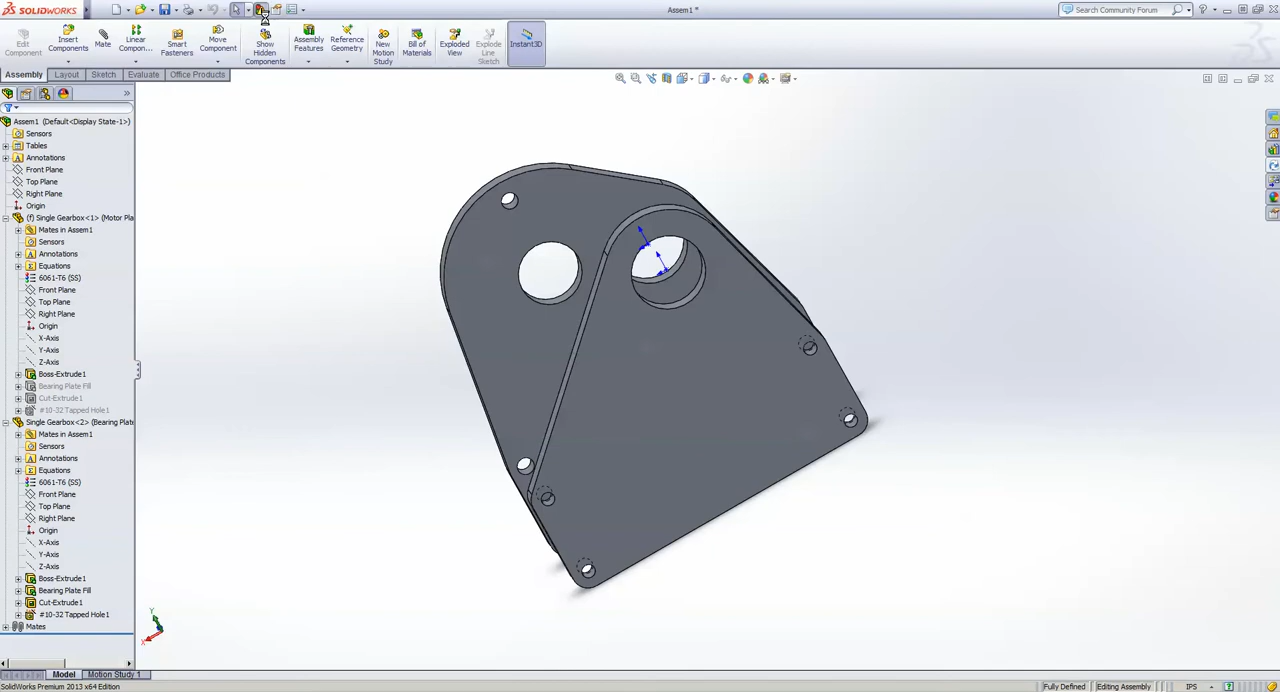 SOLIDWORKS
Assem1 *
Search Community Forum
Edit Component
Insert Components
Mate
Linear Compon...
Smart Fasteners
Move Component
Show Hidden Components
Assembly Features
Reference Geometry
New Motion Study
Bill of Materials
Exploded View
Explode Line Sketch
Instant3D
Assembly
Layout
Sketch
Evaluate
Office Products
Assem1 (Default<Display State-1>)
Sensors
Tables
Annotations
Front Plane
Top Plane
Right Plane
Origin
(f) Single Gearbox<1> (Motor Pla
Mates in Assem1
Sensors
Annotations
Equations
6061-T6 (SS)
Front Plane
Top Plane
Right Plane
Origin
X-Axis
Y-Axis
Z-Axis
Boss-Extrude1
Bearing Plate Fill
Cut-Extrude1
#10-32 Tapped Hole1
Single Gearbox<2> (Bearing Plate
Mates in Assem1
Sensors
Annotations
Equations
6061-T6 (SS)
Front Plane
Top Plane
Right Plane
Origin
X-Axis
Y-Axis
Z-Axis
Boss-Extrude1
Bearing Plate Fill
Cut-Extrude1
#10-32 Tapped Hole1
Mates
Y
X
Model
Motion Study 1
SolidWorks Premium 2013 x64 Edition
Fully Defined
Editing Assembly
IPS